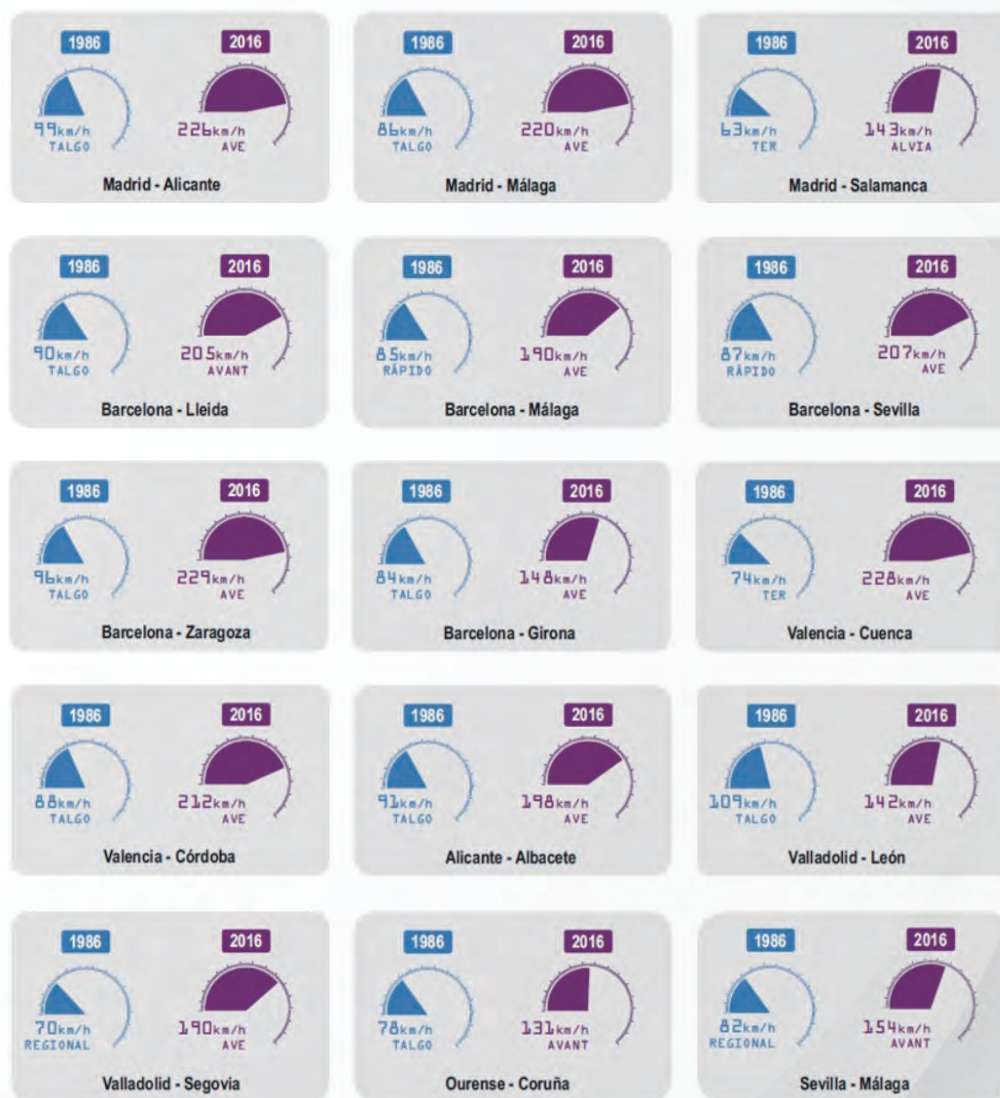 1986 2016
99km/h 226km/h
TALGO AVE
Madrid - Alicante
1986 2016
86km/h 220km/h
TALGO AVE
Madrid - Málaga
1986 2016
63km/h 143km/h
TER ALVIA
Madrid - Salamanca
1986 2016
90km/h 205km/h
TALGO AVANT
Barcelona - Lleida
1986 2016
85km/h 190km/h
RÁPIDO AVE
Barcelona - Málaga
1986 2016
87km/h 207km/h
RÁPIDO AVE
Barcelona - Sevilla
1986 2016
96km/h 229km/h
TALGO AVE
Barcelona - Zaragoza
1986 2016
84km/h 148km/h
TALGO AVE
Barcelona - Girona
1986 2016
74km/h 228km/h
TER AVE
Valencia - Cuenca
1986 2016
88km/h 212km/h
TALGO AVE
Valencia - Córdoba
1986 2016
91km/h 198km/h
TALGO AVE
Alicante - Albacete
1986 2016
109km/h 142km/h
TALGO AVE
Valladolid - León
1986 2016
70km/h 190km/h
REGIONAL AVE
Valladolid - Segovia
1986 2016
78km/h 131km/h
TALGO AVANT
Ourense - Coruña
1986 2016
82km/h 154km/h
REGIONAL AVANT
Sevilla - Málaga